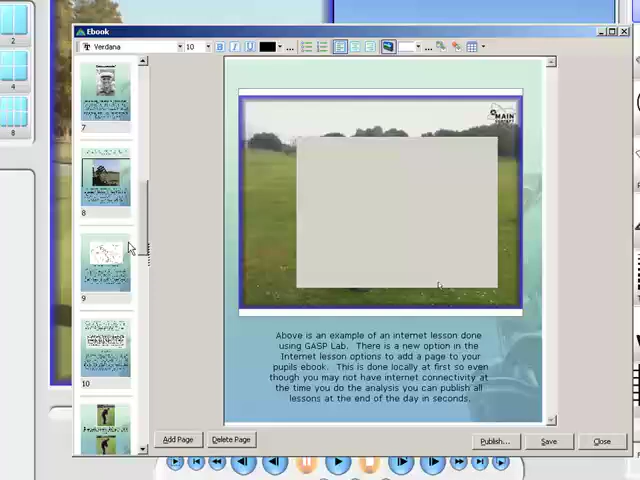 2
4
8
Ebook
Verdana
10
B
I
U
MAIN
CONCEPT
7
8
9
10
Above is an example of an internet lesson done
using GASP Lab. There is a new option in the
Internet lesson options to add a page to your
pupils ebook. This is done locally at first so even
though you may not have internet connectivity at
the time you do the analysis you can publish all
lessons at the end of the day in seconds.
Add Page
Delete Page
Publish...
Save
Close